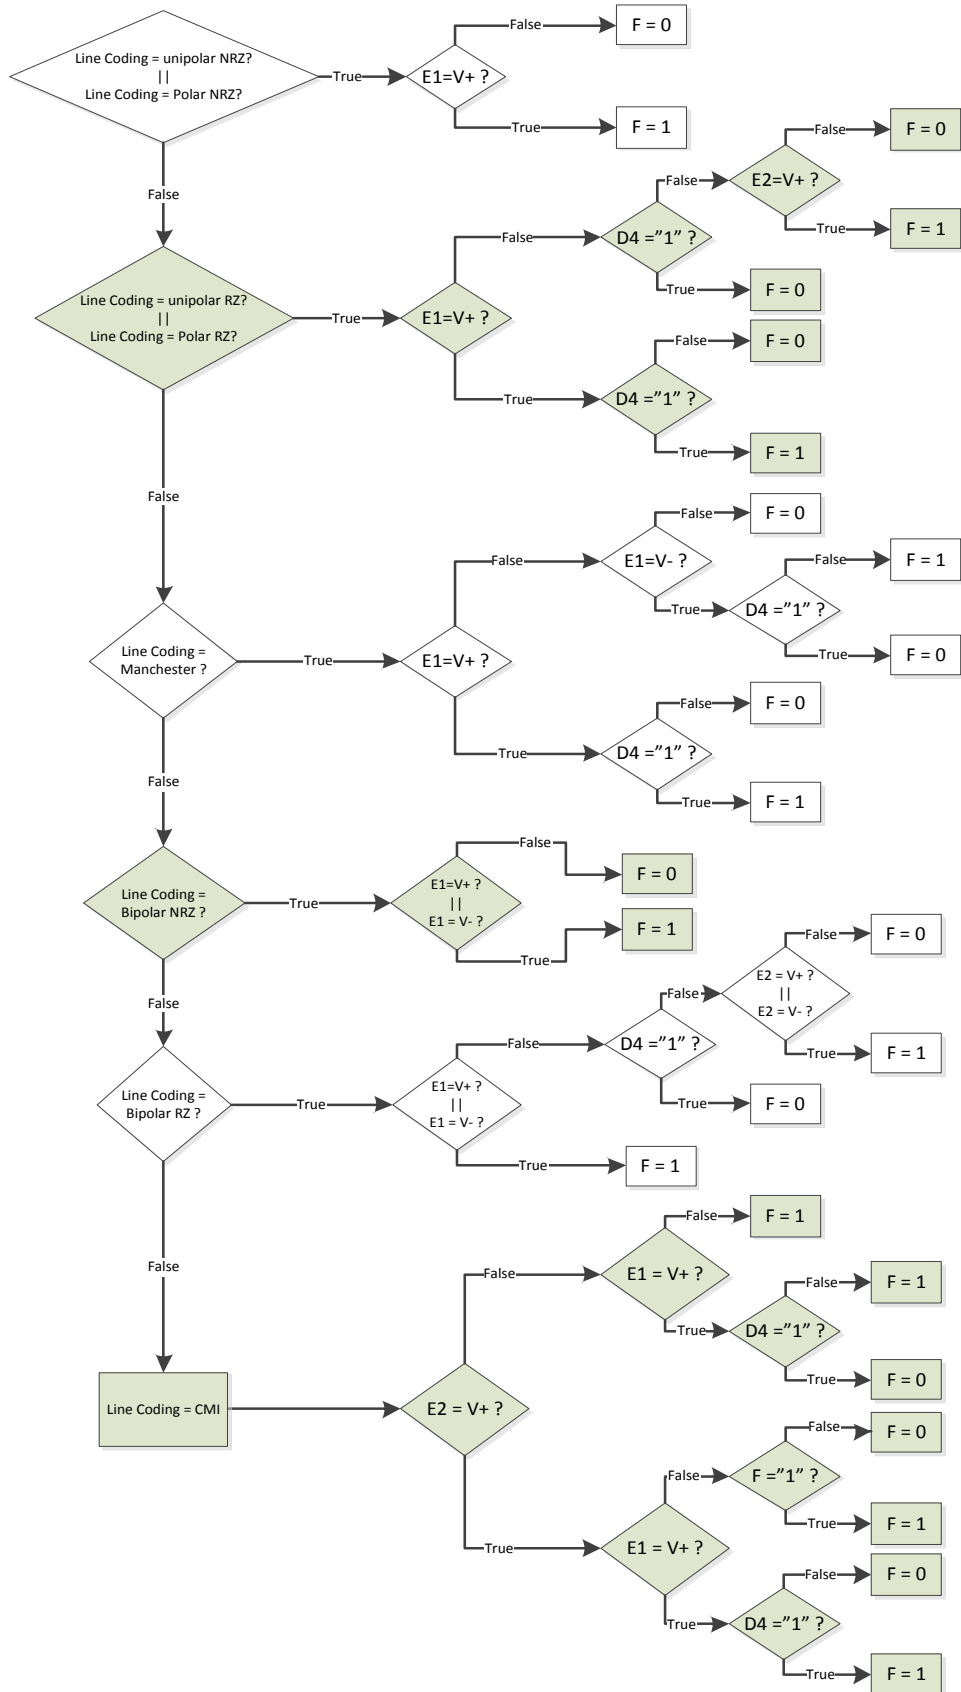 False
F = 0
Line Coding = unipolar NRZ?
||
Line Coding = Polar NRZ?
True
E1=V+ ?
True
F = 1
False
F = 0
False
False
E2=V+ ?
True
F = 1
False
D4 =”1” ?
True
F = 0
Line Coding = unipolar RZ?
||
Line Coding = Polar RZ?
True
E1=V+ ?
False
F = 0
True
D4 =”1” ?
True
F = 1
False
False
F = 0
False
E1=V- ?
False
F = 1
True
D4 =”1” ?
True
F = 0
Line Coding =
Manchester ?
True
E1=V+ ?
False
F = 0
True
D4 =”1” ?
True
F = 1
False
False
F = 0
Line Coding =
Bipolar NRZ ?
True
E1=V+ ?
||
E1 = V- ?
True
F = 1
False
False
F = 0
False
E2 = V+ ?
||
E2 = V- ?
True
F = 1
False
D4 =”1” ?
True
F = 0
Line Coding =
Bipolar RZ ?
True
E1=V+ ?
||
E1 = V- ?
True
F = 1
False
False
F = 1
False
E1 = V+ ?
False
F = 1
True
D4 =”1” ?
True
F = 0
Line Coding = CMI
E2 = V+ ?
False
F = 0
False
F =”1” ?
True
F = 1
True
E1 = V+ ?
False
F = 0
True
D4 =”1” ?
True
F = 1